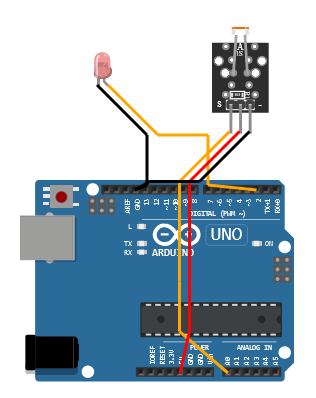 S
-
AREF
GND
13
12
~11
~10
~9
8
7
~6
~5
4
~3
2
TX→1
RX←0
DIGITAL (PWM ~)
L
TX
RX
UNO
ON
ARDUINO
IOREF
RESET
3.3V
5V
GND
GND
VIN
POWER
ANALOG IN
A0
A1
A2
A3
A4
A5